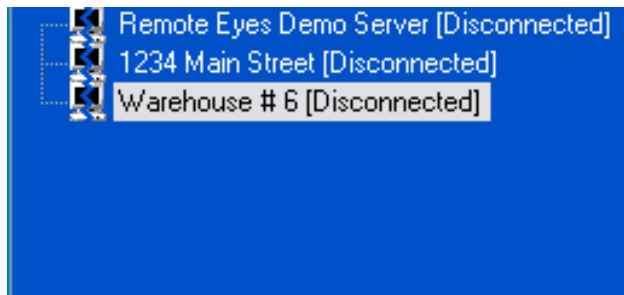 Remote Eyes Demo Server [Disconnected]
1234 Main Street [Disconnected]
Warehouse # 6 [Disconnected]